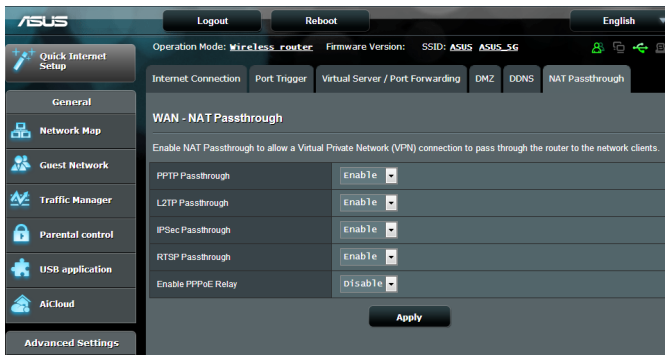 ASUS
Logout
Reboot
English
Quick Internet
Setup
Operation Mode: Wireless router Firmware Version: SSID: ASUS ASUS_5G
Internet Connection
Port Trigger
Virtual Server / Port Forwarding
DMZ
DDNS
NAT Passthrough
General
Network Map
Guest Network
Traffic Manager
Parental control
USB application
AiCloud
Advanced Settings
WAN - NAT Passthrough
Enable NAT Passthrough to allow a Virtual Private Network (VPN) connection to pass through the router to the network clients.
PPTP Passthrough Enable
L2TP Passthrough Enable
IPSec Passthrough Enable
RTSP Passthrough Enable
Enable PPPoE Relay Disable
Apply